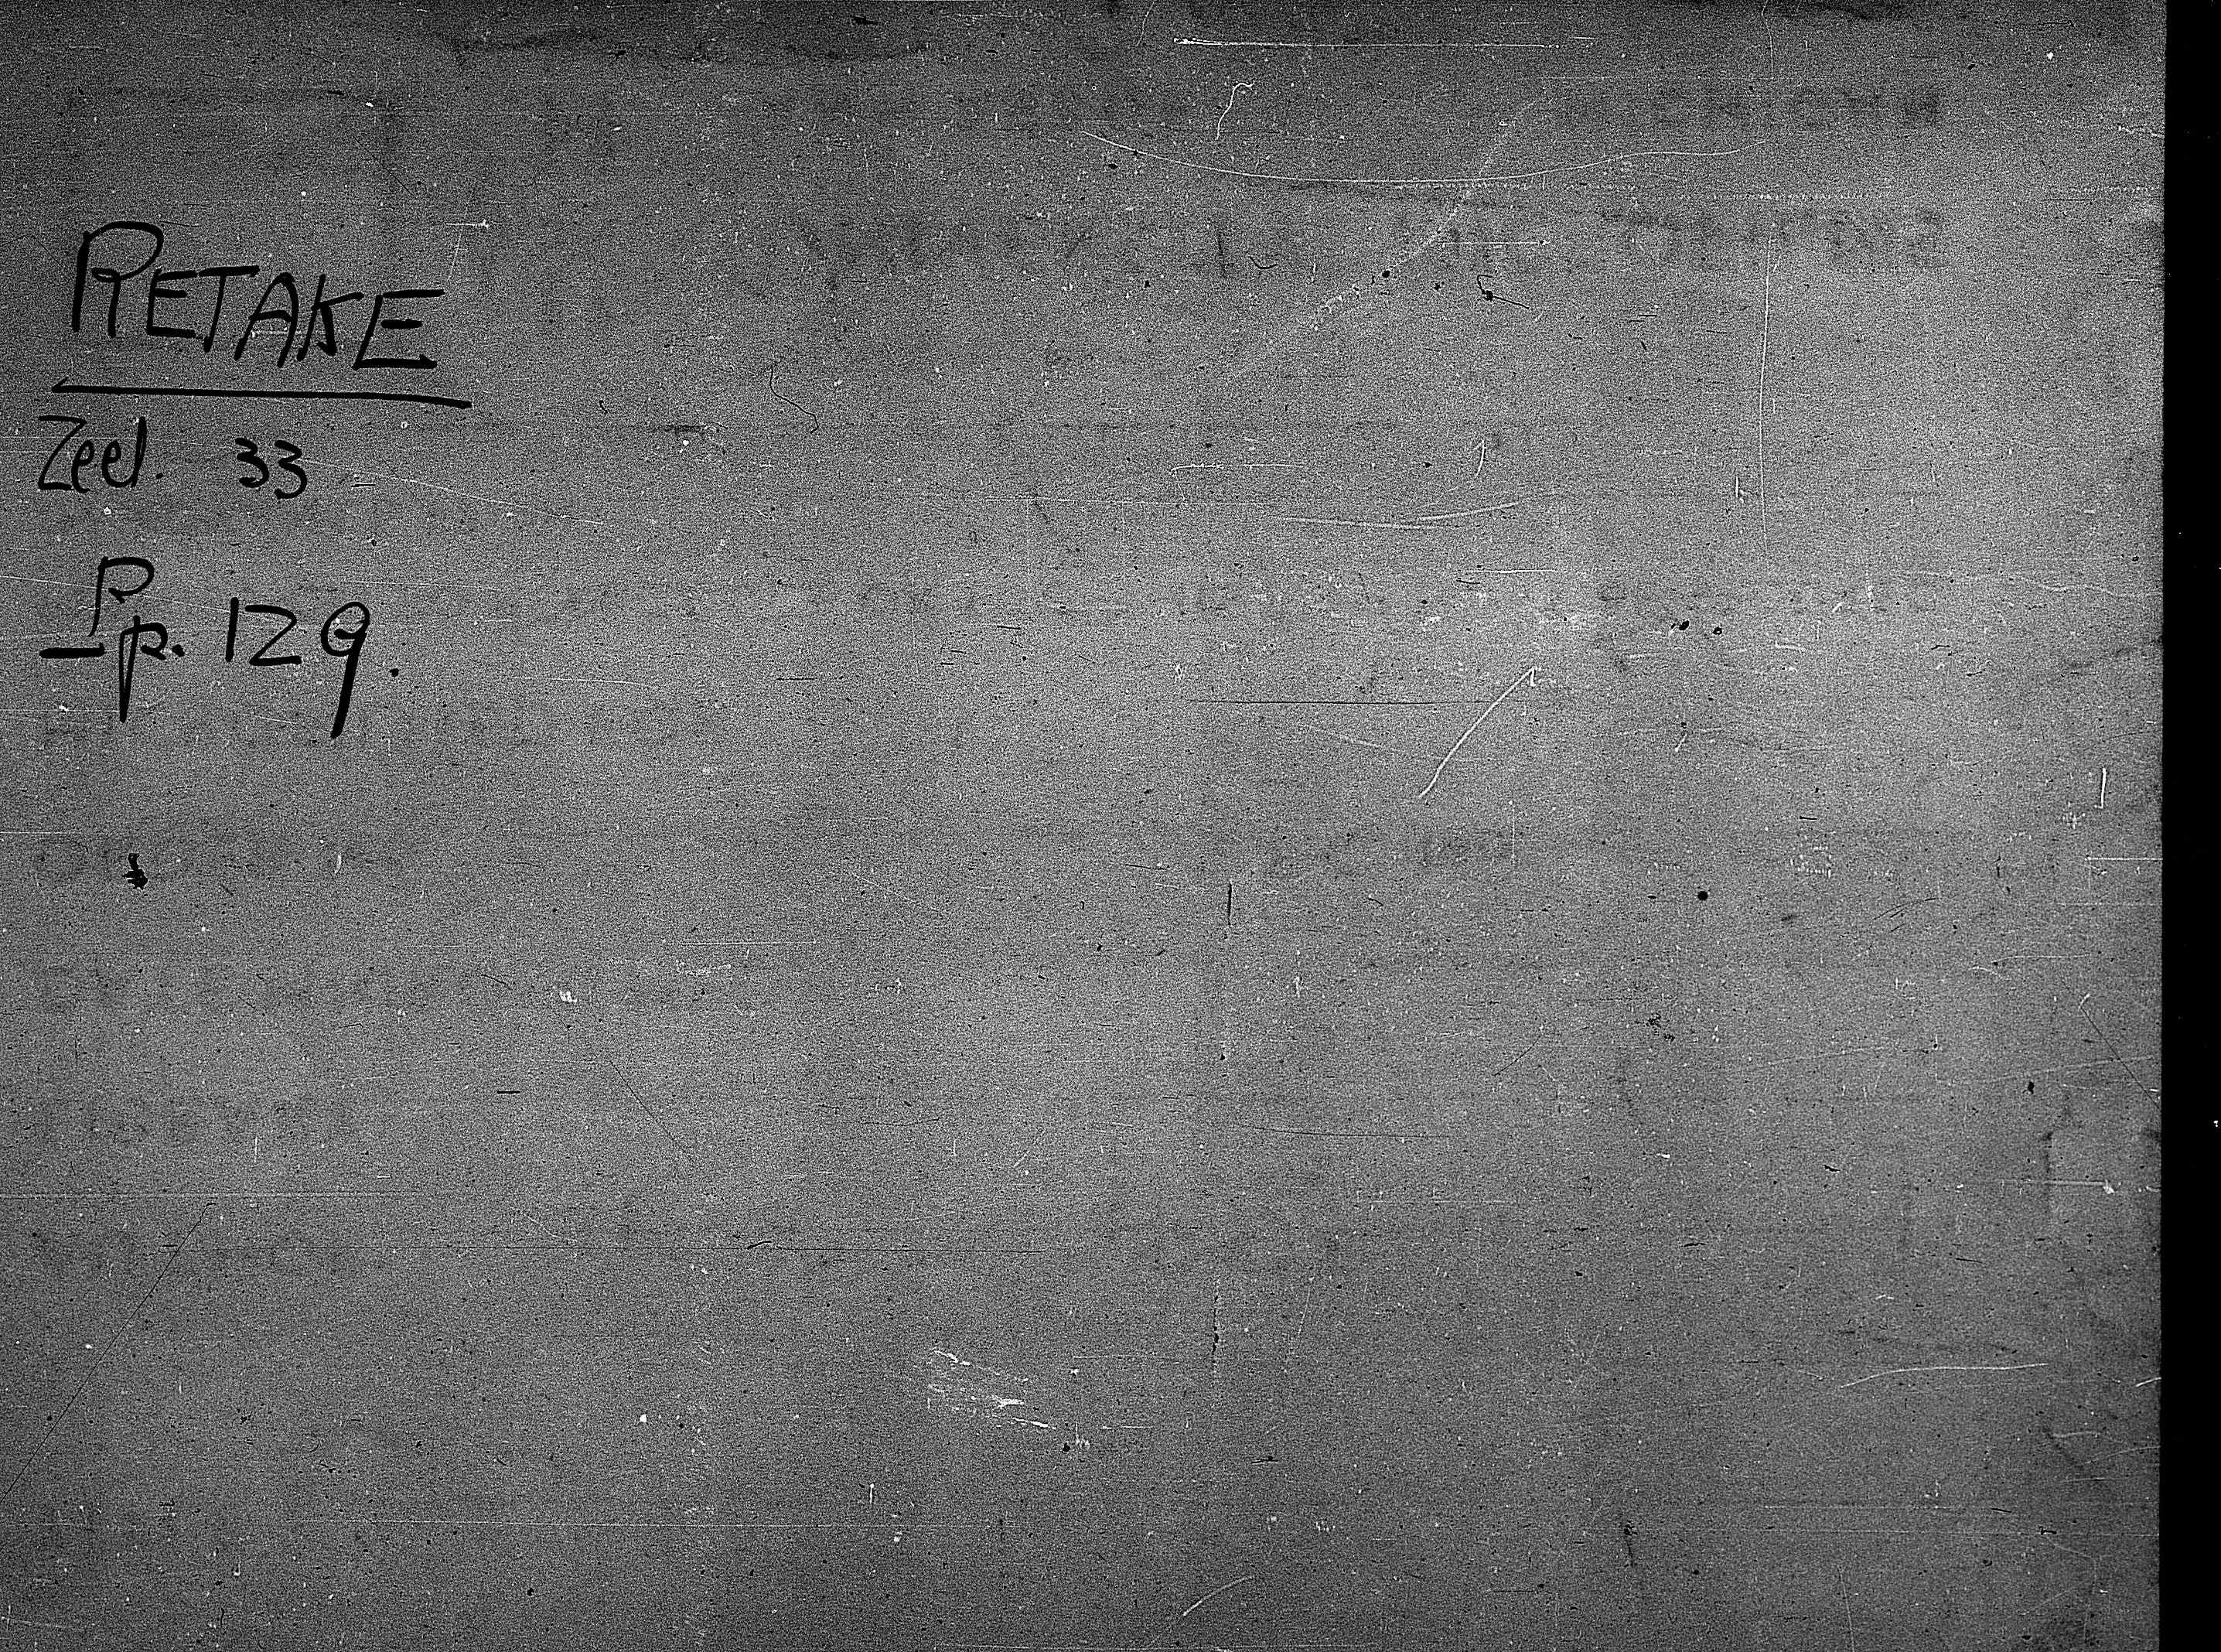 RETAKE
Zeel. 33
Pp. 129.